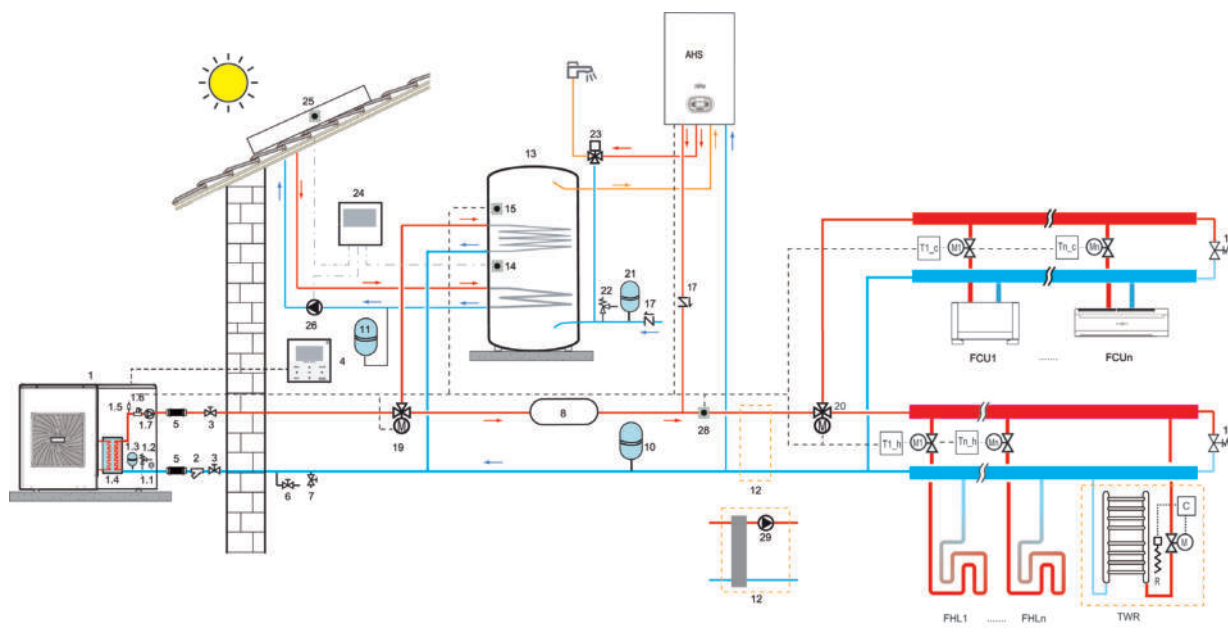 AHS
25
23
13
24
15
14
22
21
17
17
26
11
4
T1_c
M1
Tn_c
Mn
FCU1
........
FCUn
1
1.5
1.6
1.7
5
3
1.3
1.2
1.4
1.1
5
2
3
6
7
M
19
8
10
28
12
20
M
T1_h
M1
Tn_h
Mn
29
12
C
M
R
FHL1
........
FHLn
TWR